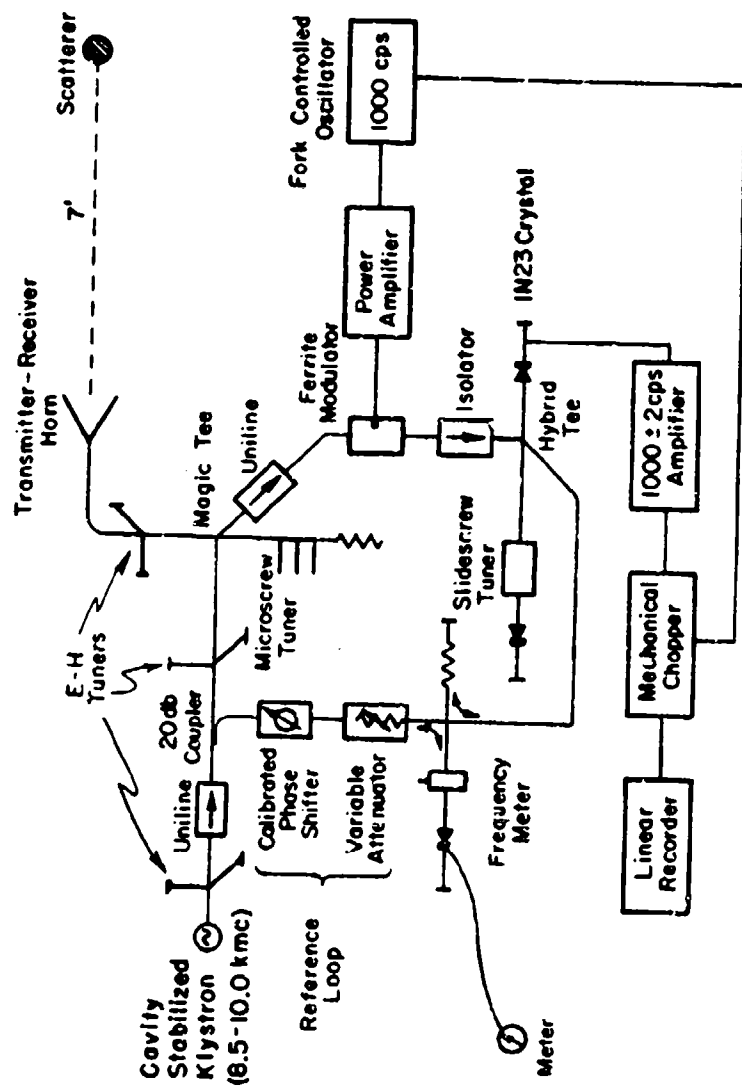 Scatterer
7'
Transmitter-Receiver
Horn
E-H
Tuners
Magic Tee
Uniline
Fork Controlled
Oscillator
1000 cps
Power
Amplifier
Ferrite
Modulator
Isolator
1N23 Crystal
Hybrid
Tee
Microscrew
Tuner
Slidescrew
Tuner
20 db
Coupler
Uniline
Calibrated
Phase
Shifter
Variable
Attenuator
Reference
Loop
Cavity
Stabilized
Klystron
(8.5-10.0 kmc)
Frequency
Meter
Meter
1000 ± 2cps
Amplifier
Mechanical
Chopper
Linear
Recorder